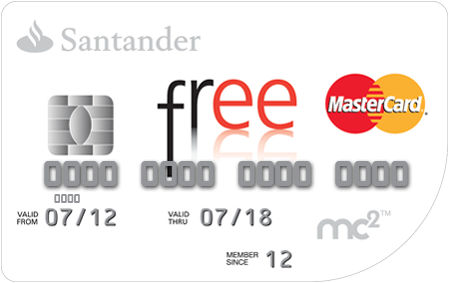 Santander
free
MasterCard
0000 0000 0000 0000
0000
VALID FROM 07/12 VALID THRU 07/18
mc2™
MEMBER SINCE 12